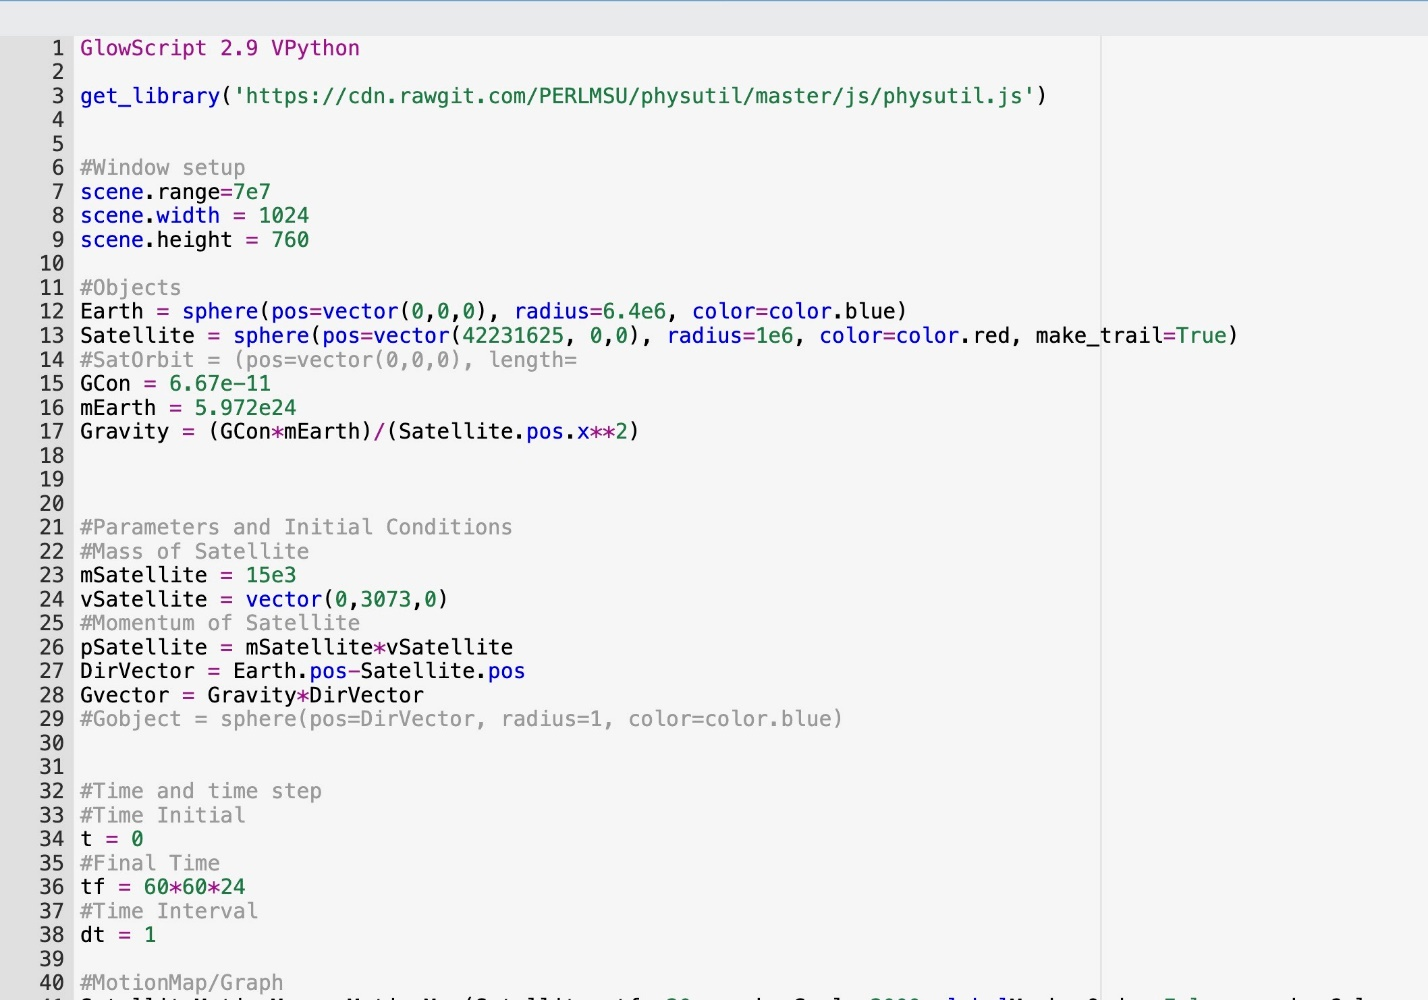 1 GlowScript 2.9 VPython
2
3 get_library('https://cdn.rawgit.com/PERLMSU/physutil/master/js/physutil.js')
4
5
6 #Window setup
7 scene.range=7e7
8 scene.width = 1024
9 scene.height = 760
10
11 #Objects
12 Earth = sphere(pos=vector(0,0,0), radius=6.4e6, color=color.blue)
13 Satellite = sphere(pos=vector(42231625, 0,0), radius=1e6, color=color.red, make_trail=True)
14 #SatOrbit = (pos=vector(0,0,0), length=
15 GCon = 6.67e-11
16 mEarth = 5.972e24
17 Gravity = (GCon*mEarth)/(Satellite.pos.x**2)
18
19
20
21 #Parameters and Initial Conditions
22 #Mass of Satellite
23 mSatellite = 15e3
24 vSatellite = vector(0,3073,0)
25 #Momentum of Satellite
26 pSatellite = mSatellite*vSatellite
27 DirVector = Earth.pos-Satellite.pos
28 Gvector = Gravity*DirVector
29 #Gobject = sphere(pos=DirVector, radius=1, color=color.blue)
30
31
32 #Time and time step
33 #Time Initial
34 t = 0
35 #Final Time
36 tf = 60*60*24
37 #Time Interval
38 dt = 1
39
40 #MotionMap/Graph